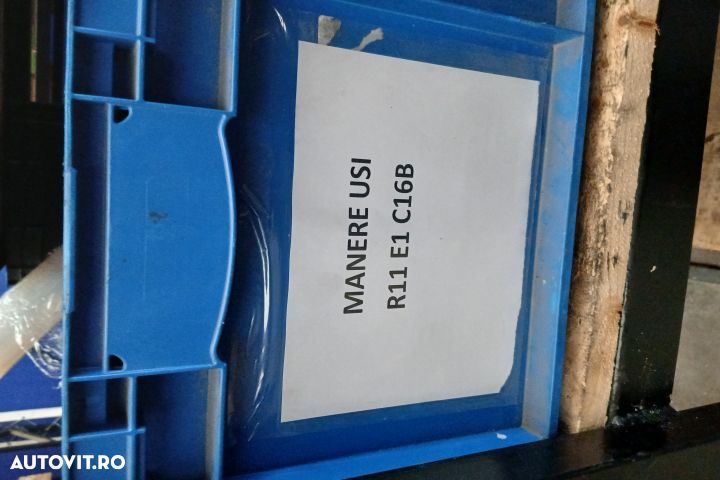 MANERE USI
R11 E1 C16B
AUTOVIT.RO